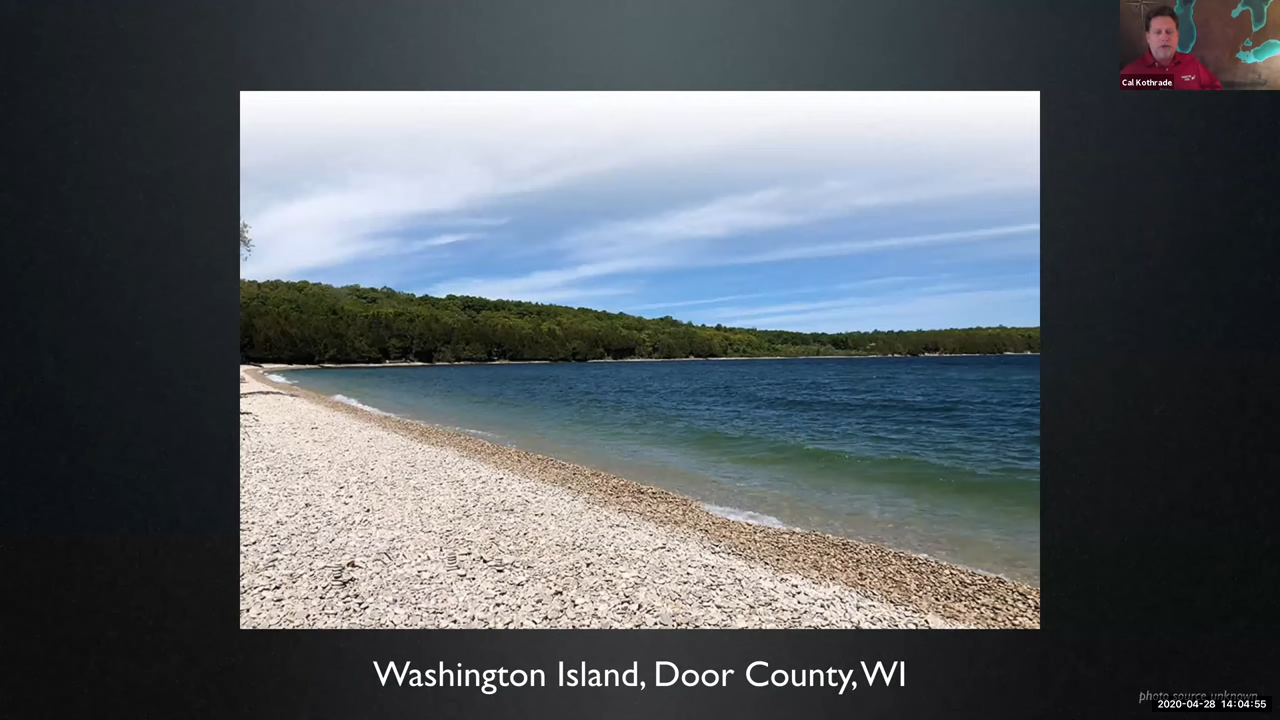 Cal Kothrade
Washington Island, Door County, WI
photo source unknown
2020-04-28 14:04:55